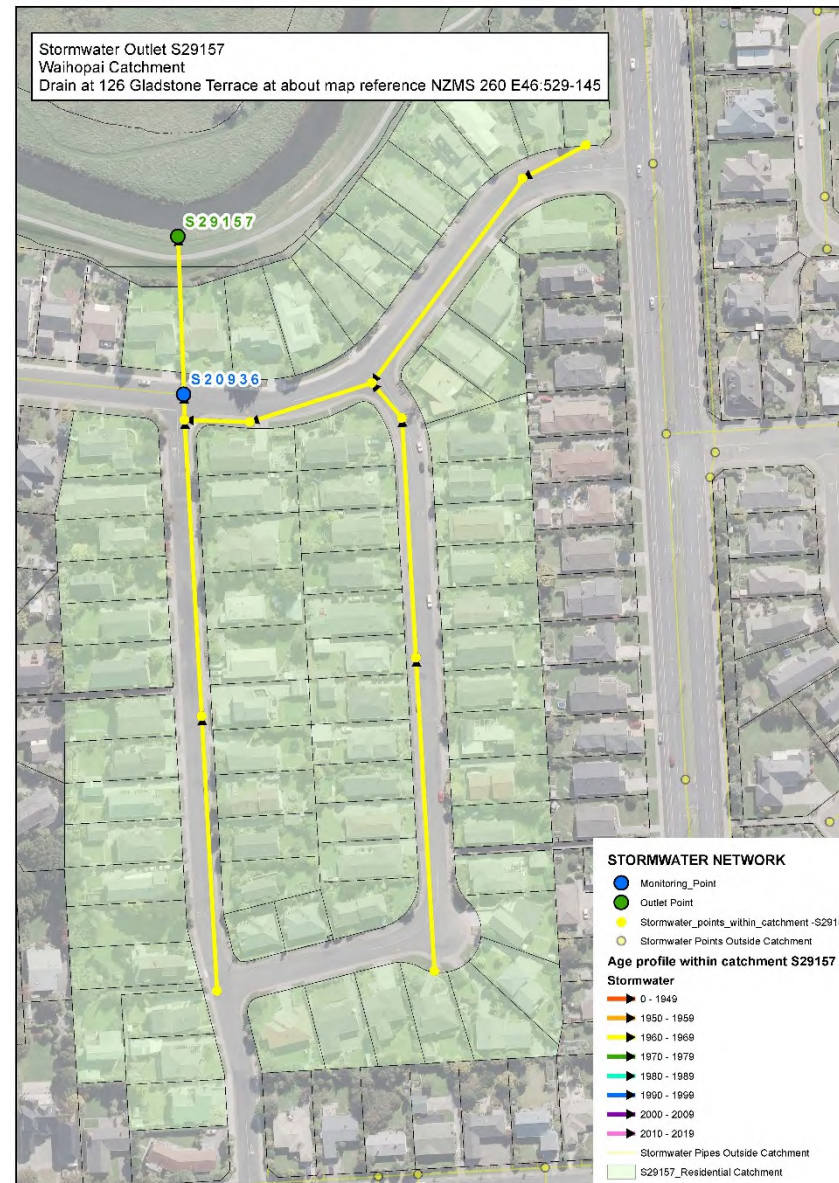 Stormwater Outlet S29157
Waihopai Catchment
Drain at 126 Gladstone Terrace at about map reference NZMS 260 E46:529-145
S29157
S20936
STORMWATER NETWORK
Monitoring_Point
Outlet Point
Stormwater_points_within_catchment -S291
Stormwater Points Outside Catchment
Age profile within catchment S29157
Stormwater
0 - 1949
1950 - 1959
1960 - 1969
1970 - 1979
1980 - 1989
1990 - 1999
2000 - 2009
2010 - 2019
Stormwater Pipes Outside Catchment
S29157_Residential Catchment